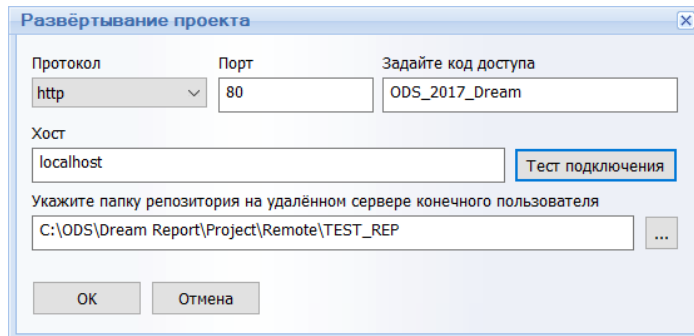 Развёртывание проекта
Протокол Порт Задайте код доступа
http 80 ODS_2017_Dream
Хост
localhost Тест подключения
Укажите папку репозитория на удалённом сервере конечного пользователя
C:\ODS\Dream Report\Project\Remote\TEST_REP ...
ОК Отмена